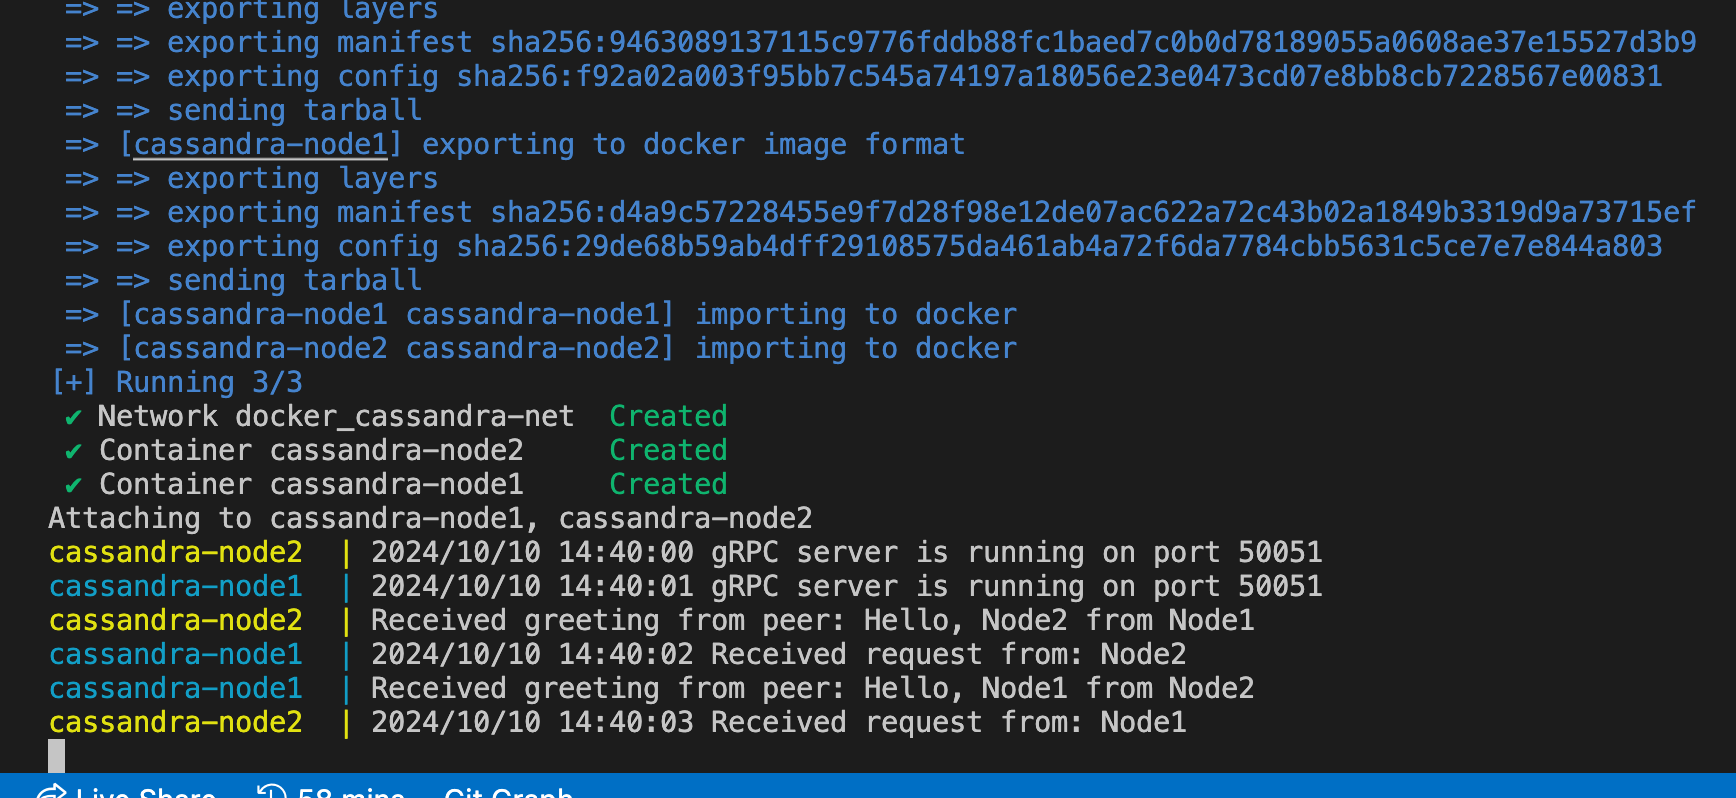 => => exporting layers
=> => exporting manifest sha256:9463089137115c9776fddb88fc1baed7c0b0d78189055a0608ae37e15527d3b9
=> => exporting config sha256:f92a02a003f95bb7c545a74197a18056e23e0473cd07e8bb8cb7228567e00831
=> => sending tarball
=> [cassandra-node1] exporting to docker image format
=> => exporting layers
=> => exporting manifest sha256:d4a9c57228455e9f7d28f98e12de07ac622a72c43b02a1849b3319d9a73715ef
=> => exporting config sha256:29de68b59ab4dff29108575da461ab4a72f6da7784cbb5631c5ce7e7e844a803
=> => sending tarball
=> [cassandra-node1 cassandra-node1] importing to docker
=> [cassandra-node2 cassandra-node2] importing to docker
[+] Running 3/3
✔ Network docker_cassandra-net Created
✔ Container cassandra-node2 Created
✔ Container cassandra-node1 Created
Attaching to cassandra-node1, cassandra-node2
cassandra-node2 | 2024/10/10 14:40:00 gRPC server is running on port 50051
cassandra-node1 | 2024/10/10 14:40:01 gRPC server is running on port 50051
cassandra-node2 | Received greeting from peer: Hello, Node2 from Node1
cassandra-node1 | 2024/10/10 14:40:02 Received request from: Node2
cassandra-node1 | Received greeting from peer: Hello, Node1 from Node2
cassandra-node2 | 2024/10/10 14:40:03 Received request from: Node1
Live Share 58 mins Git Graph